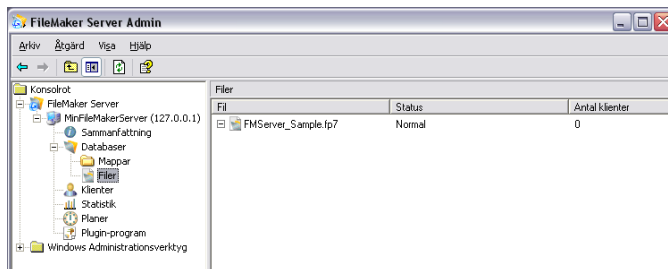 FileMaker Server Admin
Arkiv Åtgärd Visa Hjälp
Konsolrot
FileMaker Server
MinFileMakerServer (127.0.0.1)
Sammanfattning
Databaser
Mappar
Filer
Klienter
Statistik
Planer
Plugin-program
Windows Administrationsverktyg
Filer
Fil Status Antal klienter
FMServer_Sample.fp7 Normal 0